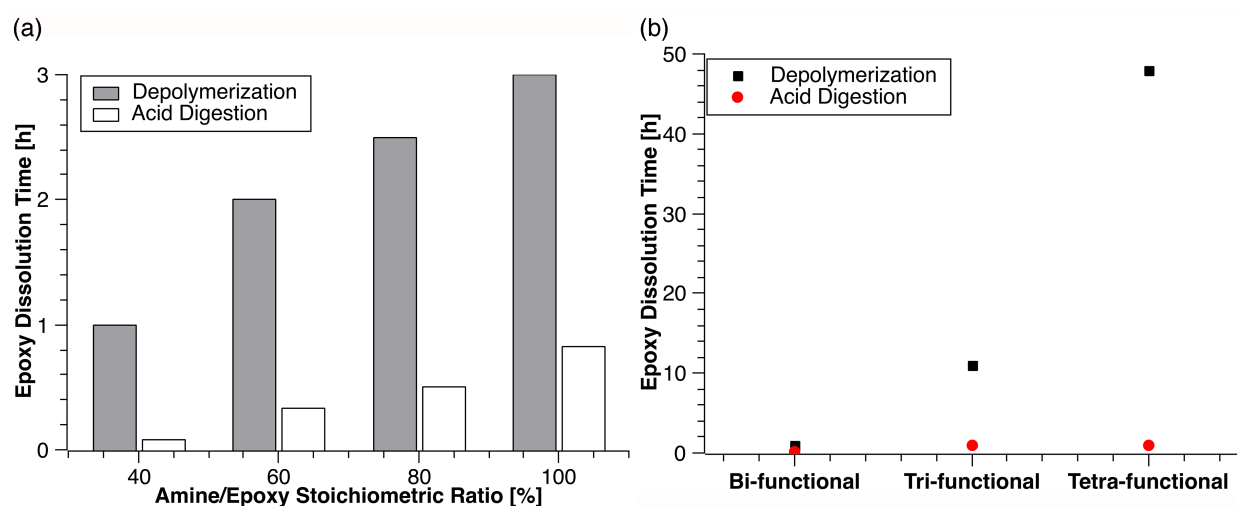 (a)
3
2
1
0
Epoxy Dissolution Time [h]
Depolymerization
Acid Digestion
40 60 80 100
Amine/Epoxy Stoichiometric Ratio [%]
(b)
50
40
30
20
10
0
Epoxy Dissolution Time [h]
Depolymerization
Acid Digestion
Bi-functional Tri-functional Tetra-functional